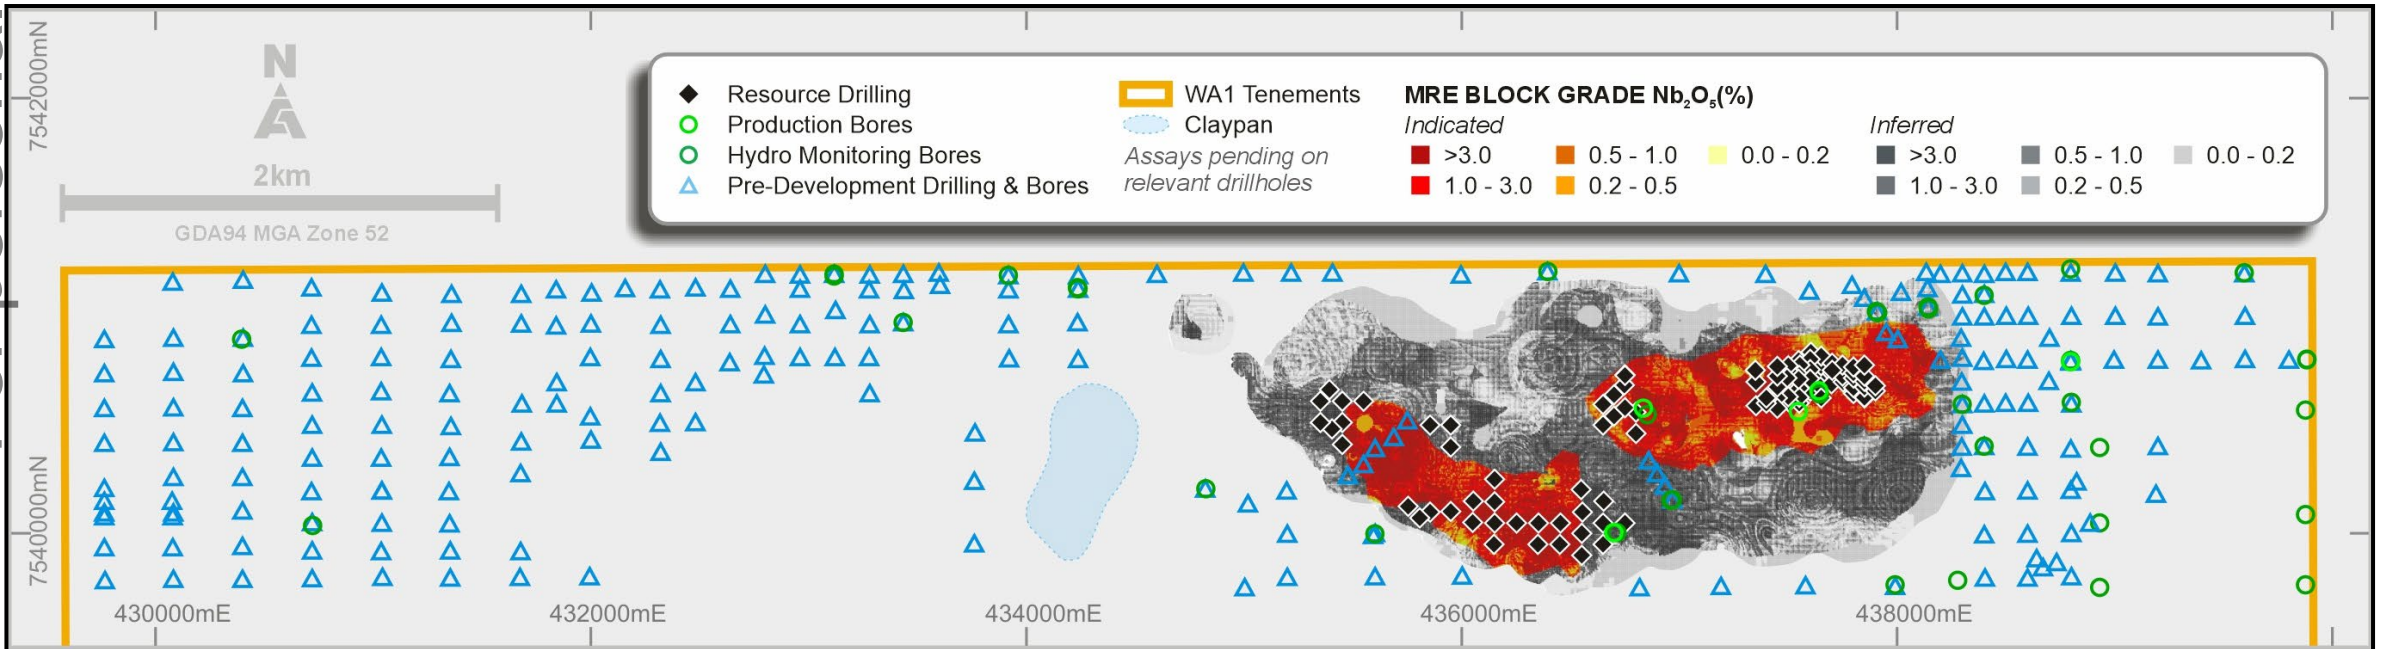 7542000mN
N
2km
GDA94 MGA Zone 52
Resource Drilling
Production Bores
Hydro Monitoring Bores
Pre-Development Drilling & Bores
WA1 Tenements
Claypan
Assays pending on
relevant drillholes
MRE BLOCK GRADE Nb₂O₅(%)
Indicated
>3.0
1.0 - 3.0
0.5 - 1.0
0.2 - 0.5
0.0 - 0.2
Inferred
>3.0
1.0 - 3.0
0.5 - 1.0
0.2 - 0.5
0.0 - 0.2
7540000mN
430000mE
432000mE
434000mE
436000mE
438000mE